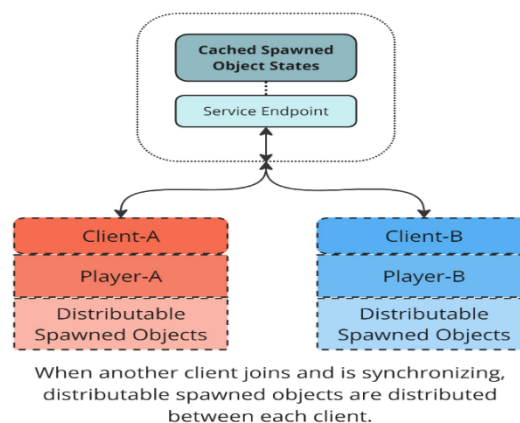 Cached Spawned
Object States
Service Endpoint
Client-A
Player-A
Distributable
Spawned Objects
Client-B
Player-B
Distributable
Spawned Objects
When another client joins and is synchronizing,
distributable spawned objects are distributed
between each client.